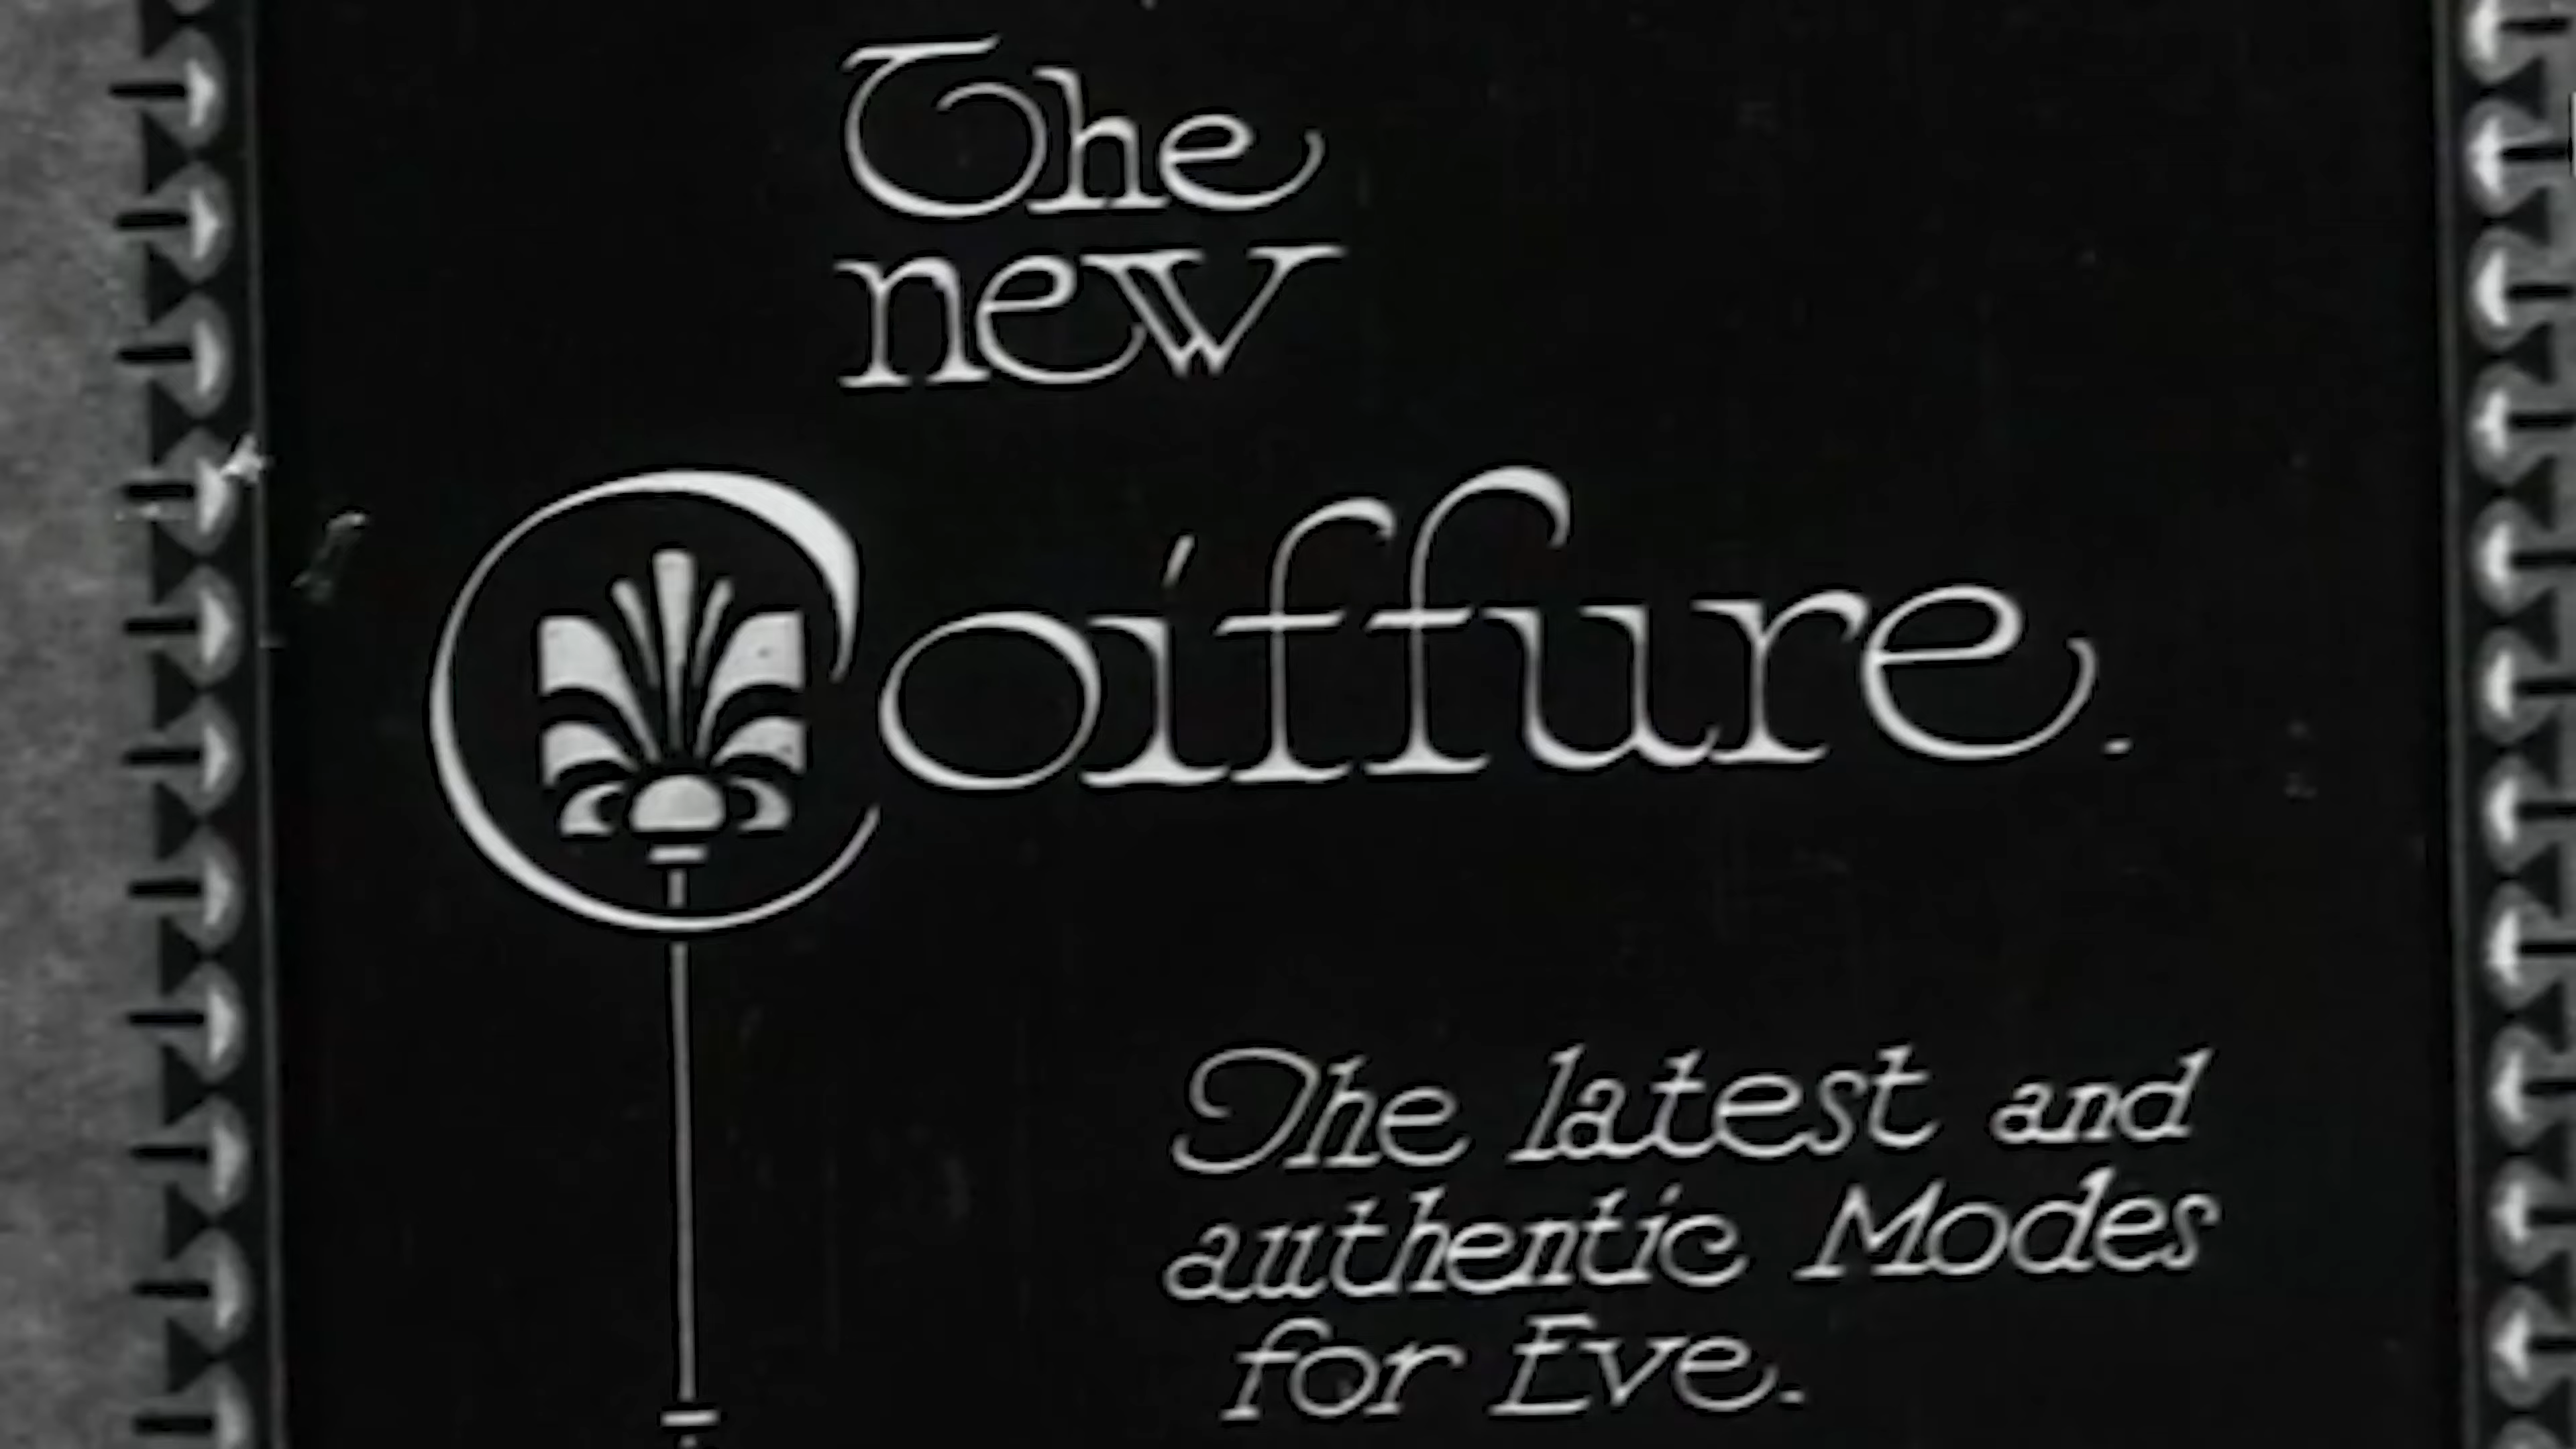 The
new
Coiffure.
The latest and
authentic Modes
for Eve.